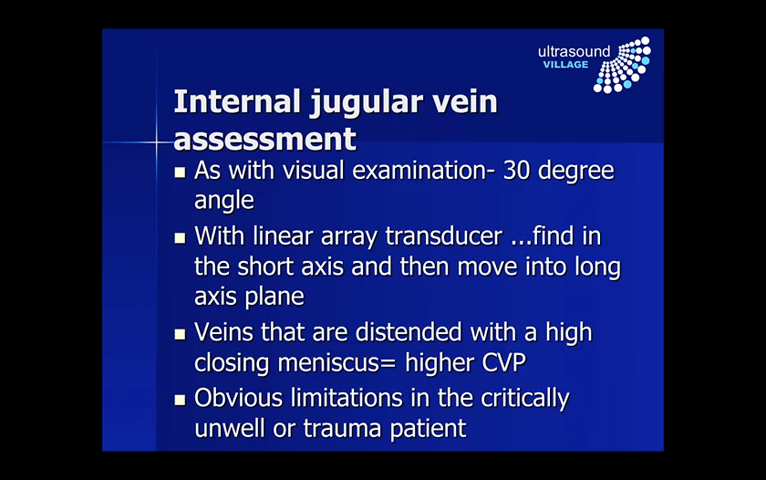 ultrasound
VILLAGE
Internal jugular vein
assessment
As with visual examination- 30 degree
angle
With linear array transducer ...find in
the short axis and then move into long
axis plane
Veins that are distended with a high
closing meniscus= higher CVP
Obvious limitations in the critically
unwell or trauma patient